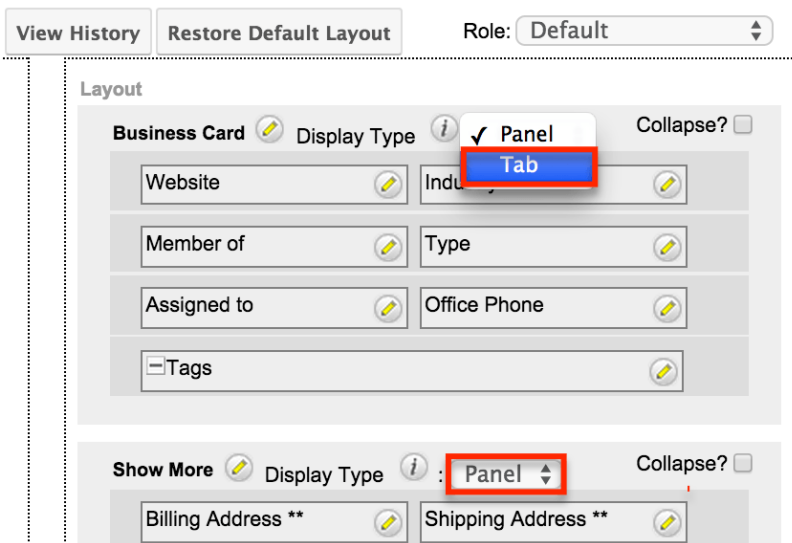 View History Restore Default Layout Role: Default
Layout
Business Card Display Type i ✓ Panel Collapse?
Tab
Website
Member of Type
Assigned to Office Phone
Tags
Show More Display Type i : Panel Collapse?
Billing Address ** Shipping Address **